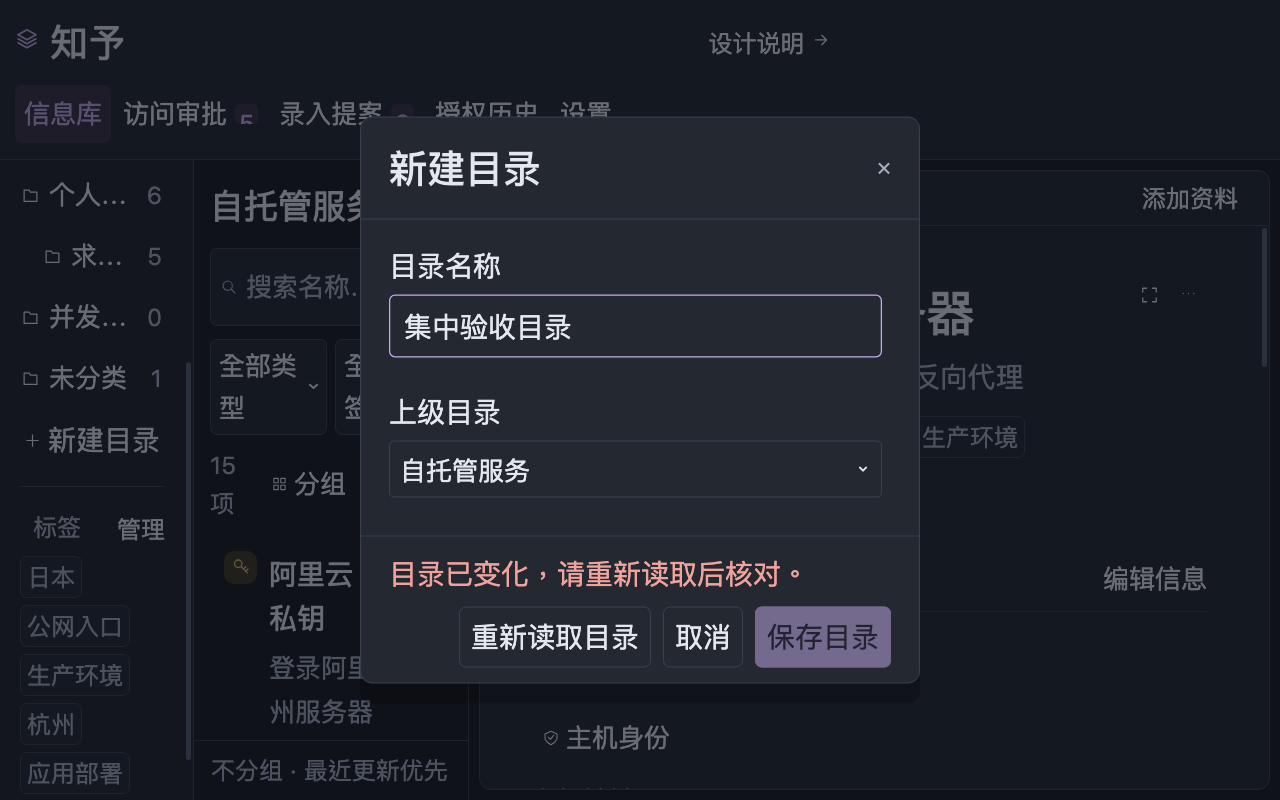 知予
设计说明
信息库
访问审批 5
录入提案
授权历史
设置
个人... 6
求... 5
并发... 0
未分类 1
+ 新建目录
标签
管理
日本
公网入口
生产环境
杭州
应用部署
自托管服务
搜索名称...
全部类
型
15
项
分组
阿里云
私钥
登录阿里
州服务器
不分组 · 最近更新优先
添加资料
器
反向代理
生产环境
编辑信息
主机身份
新建目录
×
目录名称
集中验收目录
上级目录
自托管服务
目录已变化，请重新读取后核对。
重新读取目录
取消
保存目录